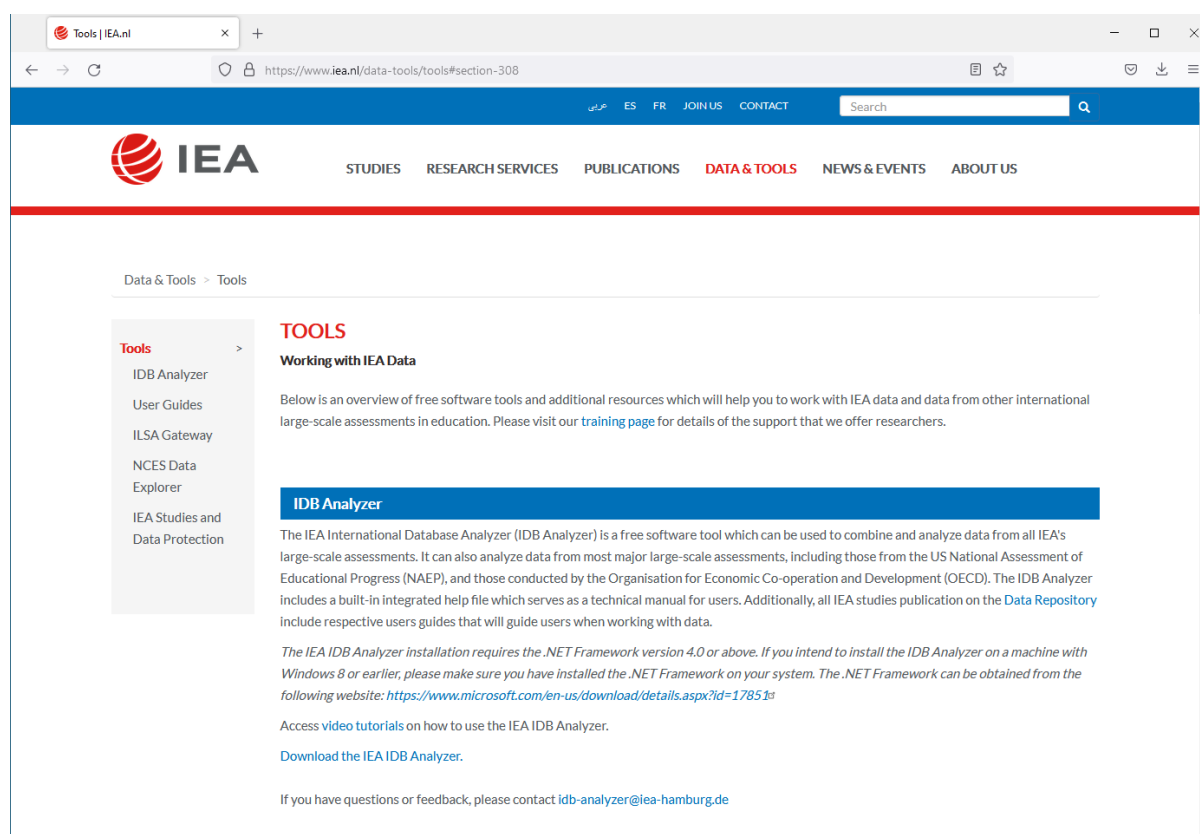 Tools | IEA.nl
https://www.iea.nl/data-tools/tools#section-308
عربي ES FR JOIN US CONTACT Search
IEA
STUDIES RESEARCH SERVICES PUBLICATIONS DATA & TOOLS NEWS & EVENTS ABOUT US
Data & Tools > Tools
Tools >
IDB Analyzer
User Guides
ILSA Gateway
NCES Data
Explorer
IEA Studies and
Data Protection
TOOLS
Working with IEA Data
Below is an overview of free software tools and additional resources which will help you to work with IEA data and data from other international
large-scale assessments in education. Please visit our training page for details of the support that we offer researchers.
IDB Analyzer
The IEA International Database Analyzer (IDB Analyzer) is a free software tool which can be used to combine and analyze data from all IEA's
large-scale assessments. It can also analyze data from most major large-scale assessments, including those from the US National Assessment of
Educational Progress (NAEP), and those conducted by the Organisation for Economic Co-operation and Development (OECD). The IDB Analyzer
includes a built-in integrated help file which serves as a technical manual for users. Additionally, all IEA studies publication on the Data Repository
include respective users guides that will guide users when working with data.
The IEA IDB Analyzer installation requires the .NET Framework version 4.0 or above. If you intend to install the IDB Analyzer on a machine with
Windows 8 or earlier, please make sure you have installed the .NET Framework on your system. The .NET Framework can be obtained from the
following website: https://www.microsoft.com/en-us/download/details.aspx?id=17851
Access video tutorials on how to use the IEA IDB Analyzer.
Download the IEA IDB Analyzer.
If you have questions or feedback, please contact idb-analyzer@iea-hamburg.de